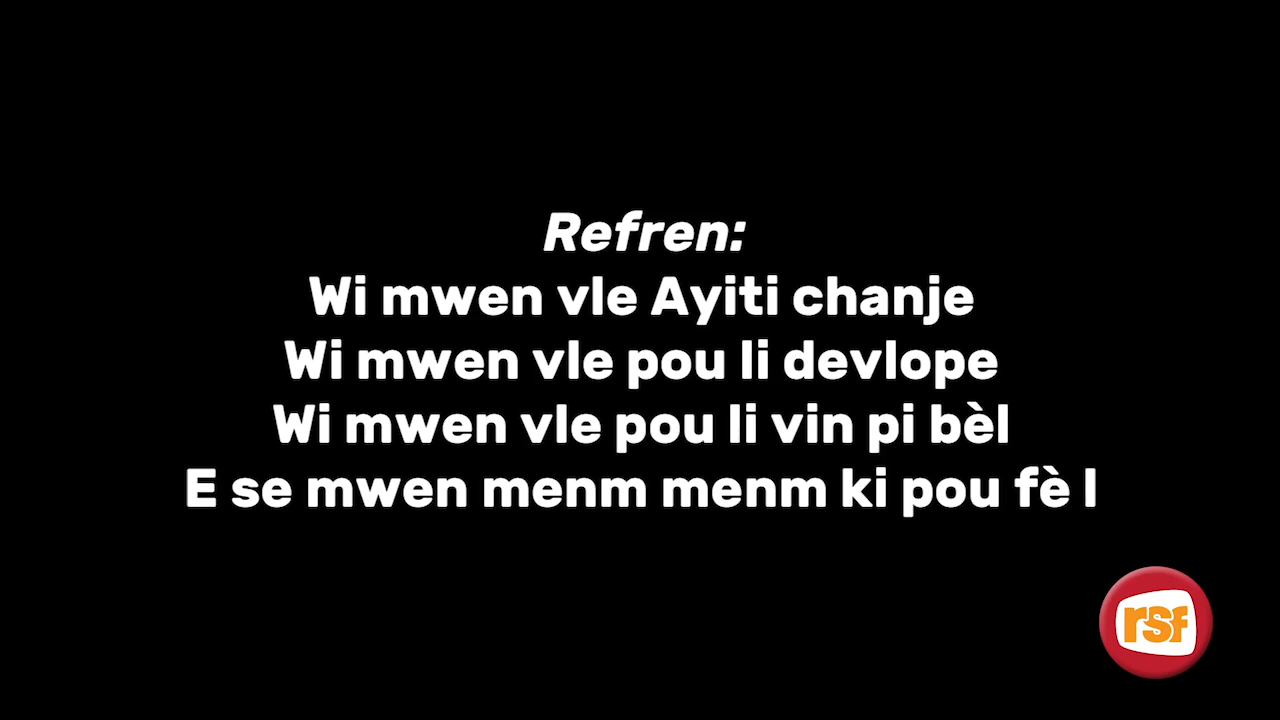 Refren:
Wi mwen vle Ayiti chanje
Wi mwen vle pou li devlope
Wi mwen vle pou li vin pi bèl
E se mwen menm menm ki pou fè l
rsf